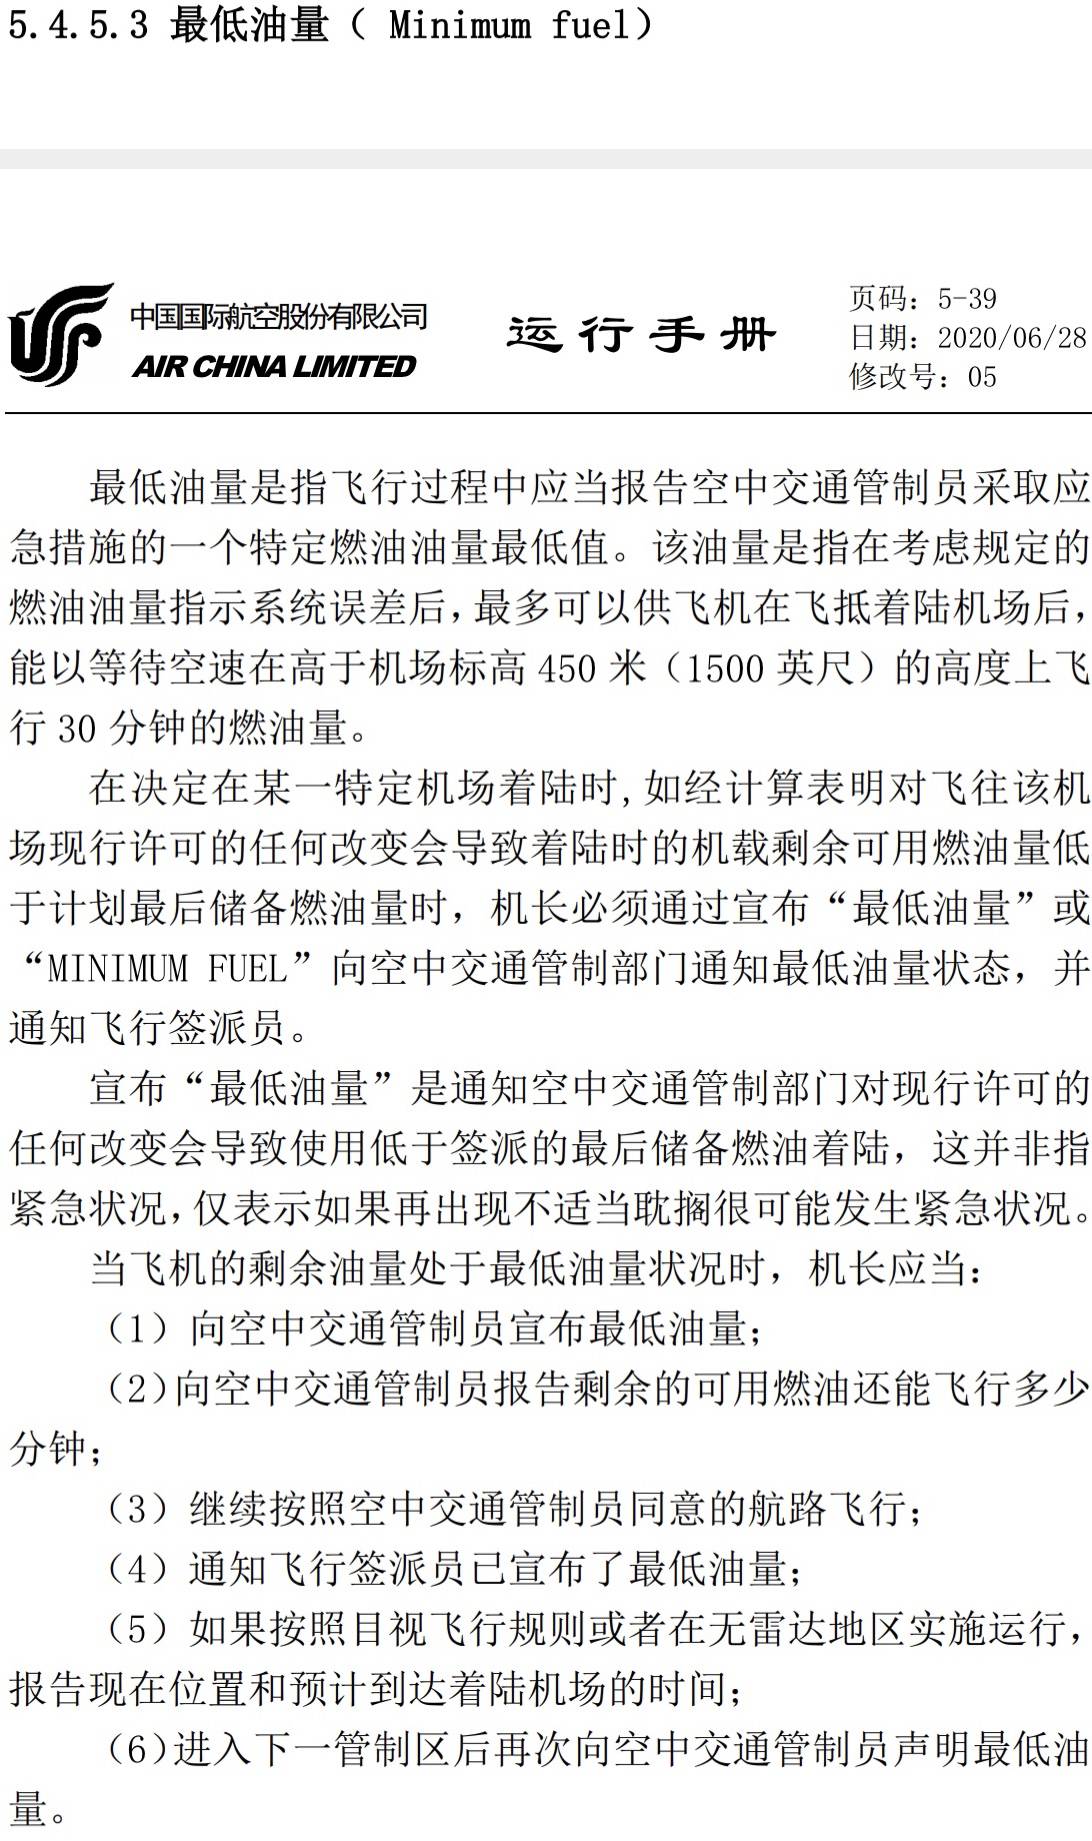 5.4.5.3 最低油量（ Minimum fuel）
中国国际航空股份有限公司
AIR CHINA LIMITED
运行手册
页码：5-39
日期：2020/06/28
修改号：05
最低油量是指飞行过程中应当报告空中交通管制员采取应
急措施的一个特定燃油油量最低值。该油量是指在考虑规定的
燃油油量指示系统误差后，最多可以供飞机在飞抵着陆机场后，
能以等待空速在高于机场标高 450 米（1500 英尺）的高度上飞
行 30 分钟的燃油量。
在决定在某一特定机场着陆时,如经计算表明对飞往该机
场现行许可的任何改变会导致着陆时的机载剩余可用燃油量低
于计划最后储备燃油量时，机长必须通过宣布“最低油量”或
“MINIMUM FUEL”向空中交通管制部门通知最低油量状态，并
通知飞行签派员。
宣布“最低油量”是通知空中交通管制部门对现行许可的
任何改变会导致使用低于签派的最后储备燃油着陆，这并非指
紧急状况，仅表示如果再出现不适当耽搁很可能发生紧急状况。
当飞机的剩余油量处于最低油量状况时，机长应当：
（1）向空中交通管制员宣布最低油量；
（2）向空中交通管制员报告剩余的可用燃油还能飞行多少
分钟；
（3）继续按照空中交通管制员同意的航路飞行；
（4）通知飞行签派员已宣布了最低油量；
（5）如果按照目视飞行规则或者在无雷达地区实施运行，
报告现在位置和预计到达着陆机场的时间；
（6）进入下一管制区后再次向空中交通管制员声明最低油
量。